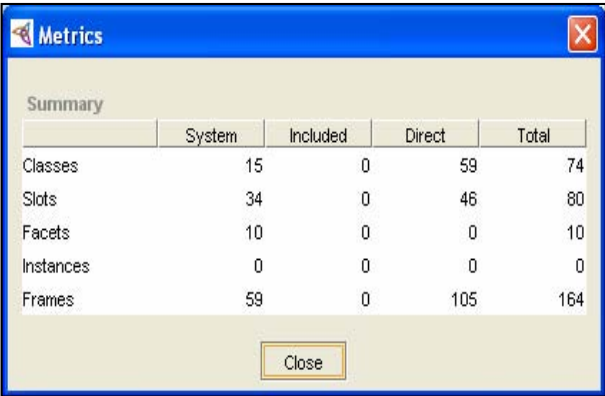 Metrics
Summary
System Included Direct Total
Classes 15 0 59 74
Slots 34 0 46 80
Facets 10 0 0 10
Instances 0 0 0 0
Frames 59 0 105 164
Close